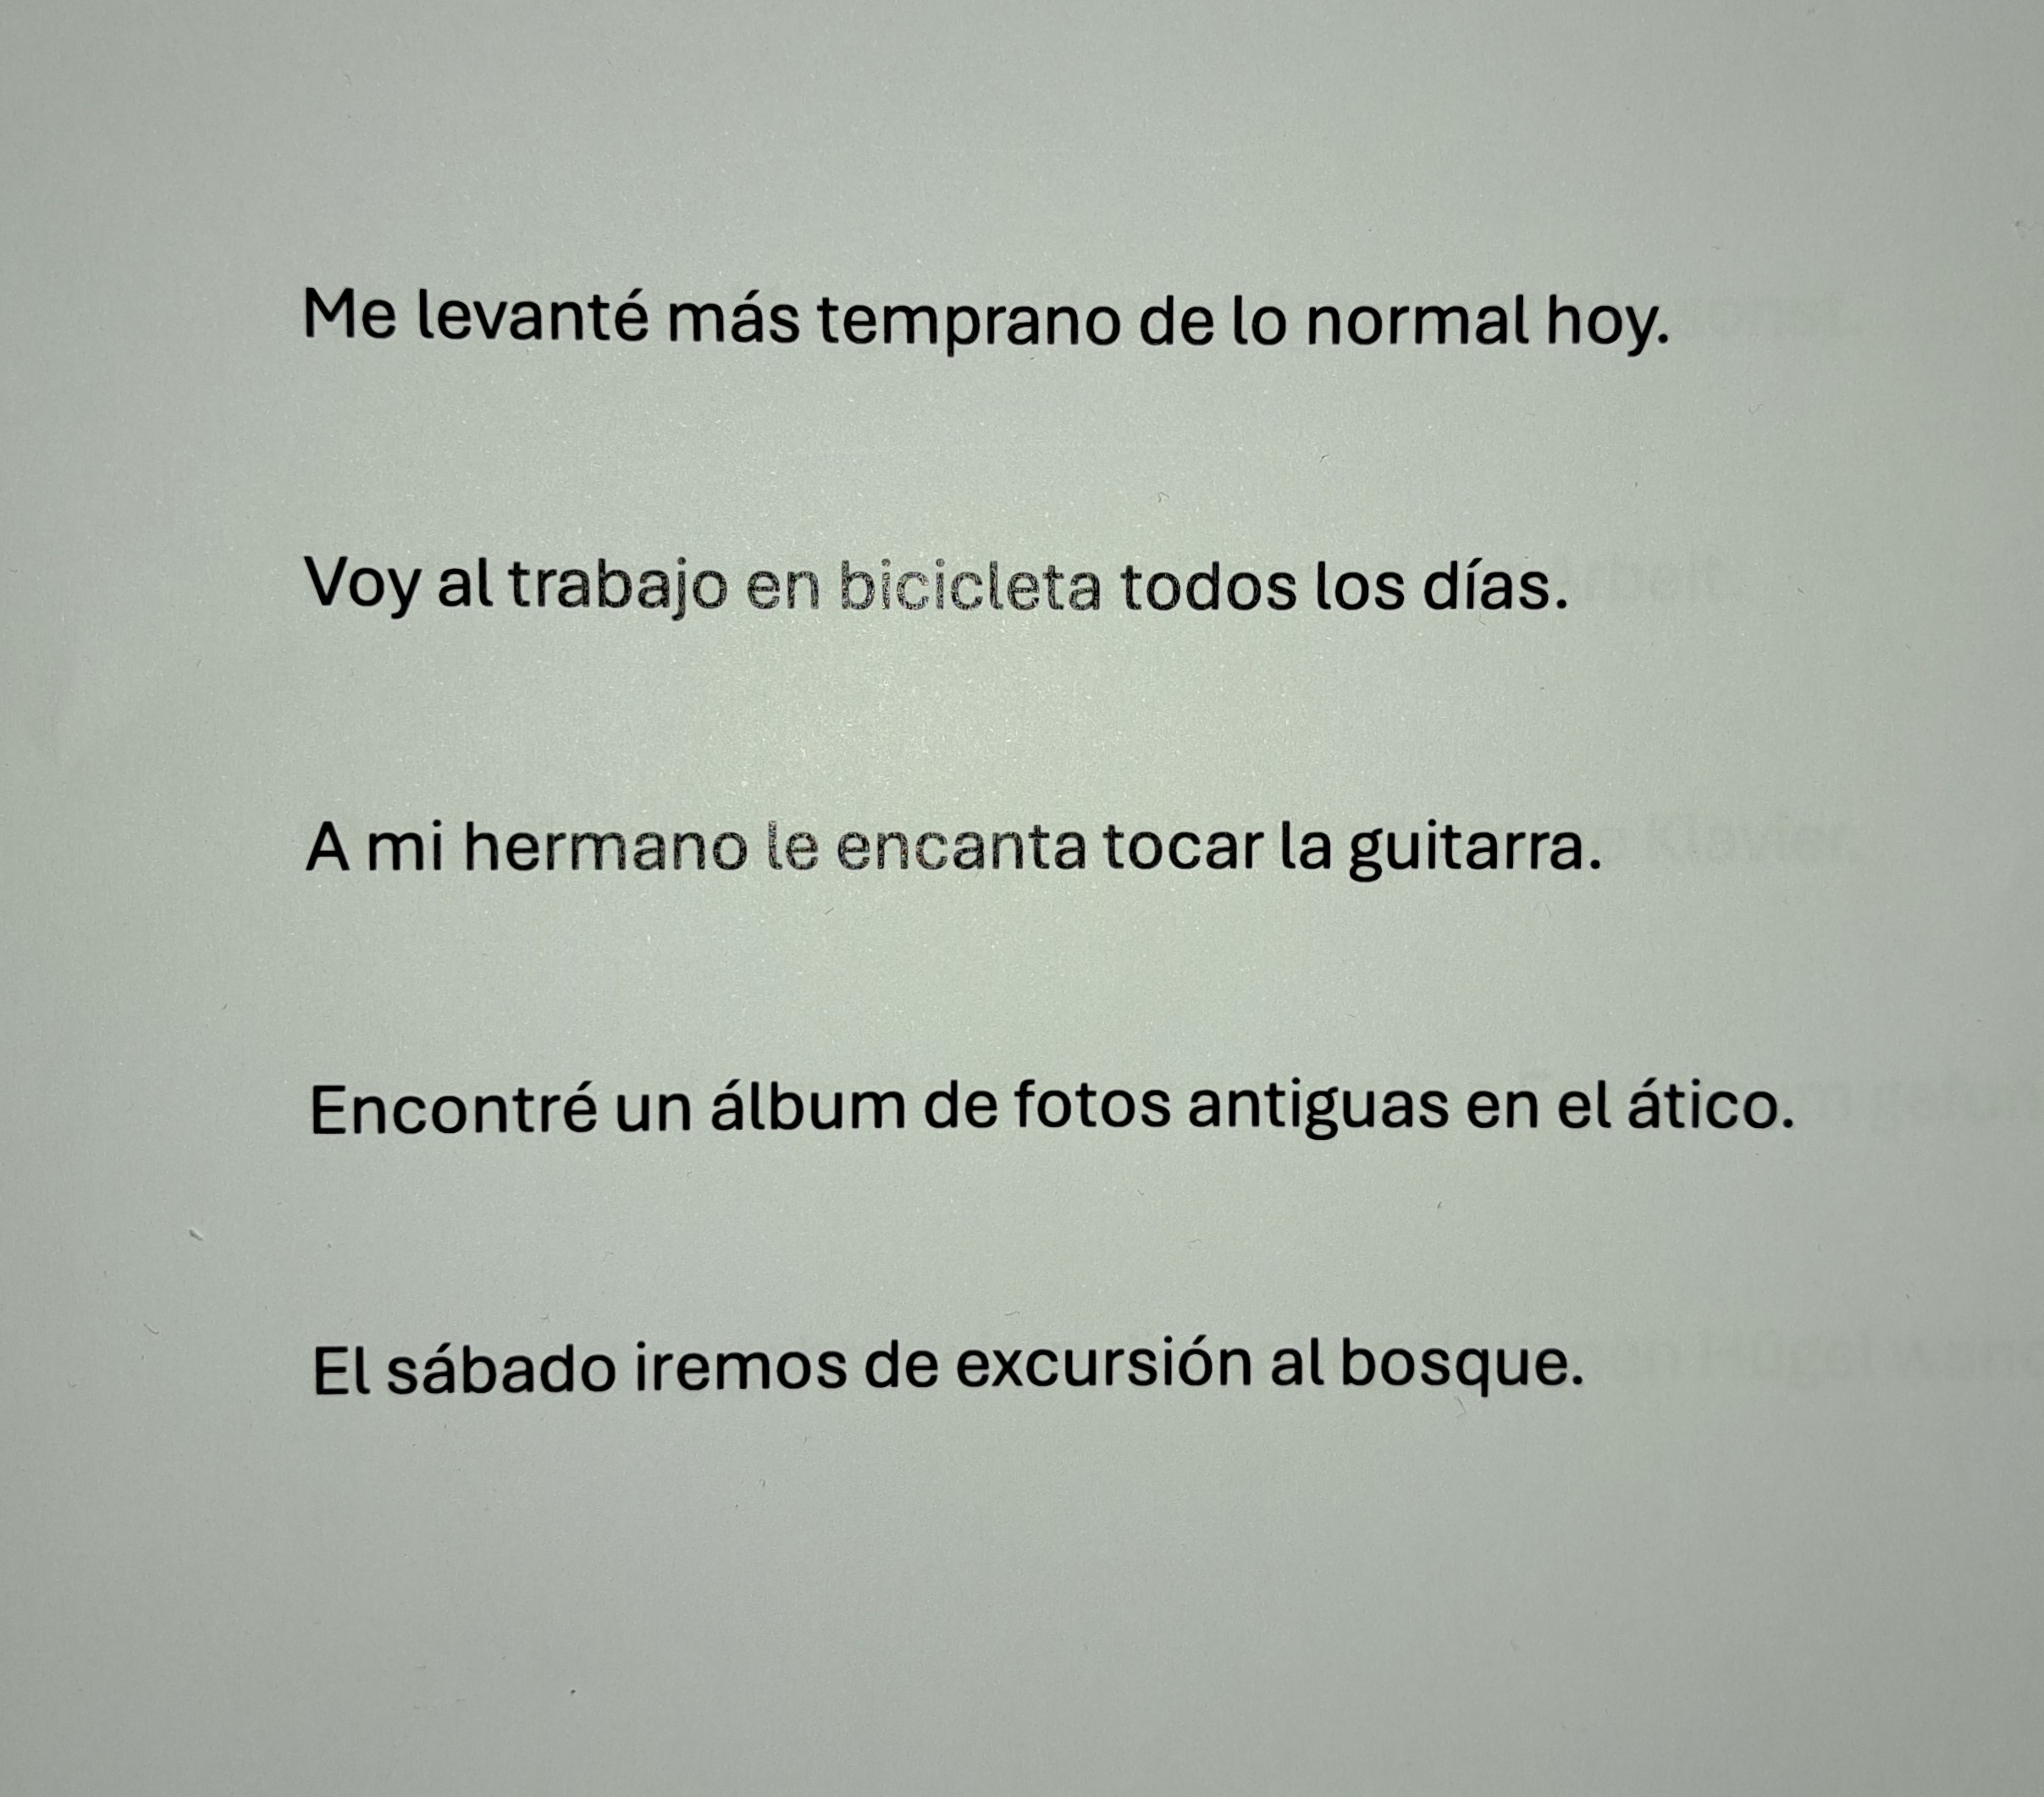 Me levanté más temprano de lo normal hoy.
Voy al trabajo en bicicleta todos los días.
A mi hermano le encanta tocar la guitarra.
Encontré un álbum de fotos antiguas en el ático.
El sábado iremos de excursión al bosque.